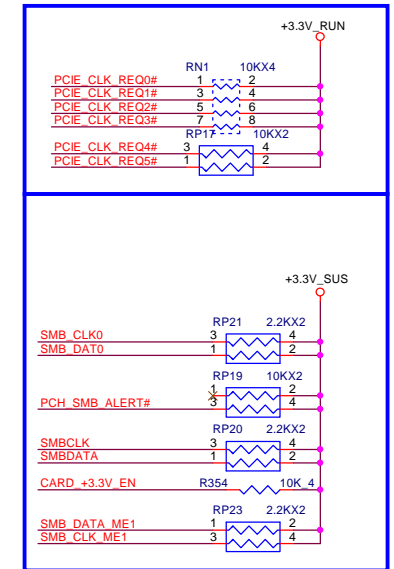 +3.3V_RUN
RN1 10KX4
PCIE_CLK_REQ0# 1 2
PCIE_CLK_REQ1# 3 4
PCIE_CLK_REQ2# 5 6
PCIE_CLK_REQ3# 7 8
RP17 10KX2
PCIE_CLK_REQ4# 3 4
PCIE_CLK_REQ5# 1 2
+3.3V_SUS
RP21 2.2KX2
SMB_CLK0 3 4
SMB_DAT0 1 2
RP19 10KX2
1 2
PCH_SMB_ALERT# 3 4
RP20 2.2KX2
SMBCLK 3 4
SMBDATA 1 2
CARD_+3.3V_EN R354 10K_4
RP23 2.2KX2
SMB_DATA_ME1 1 2
SMB_CLK_ME1 3 4